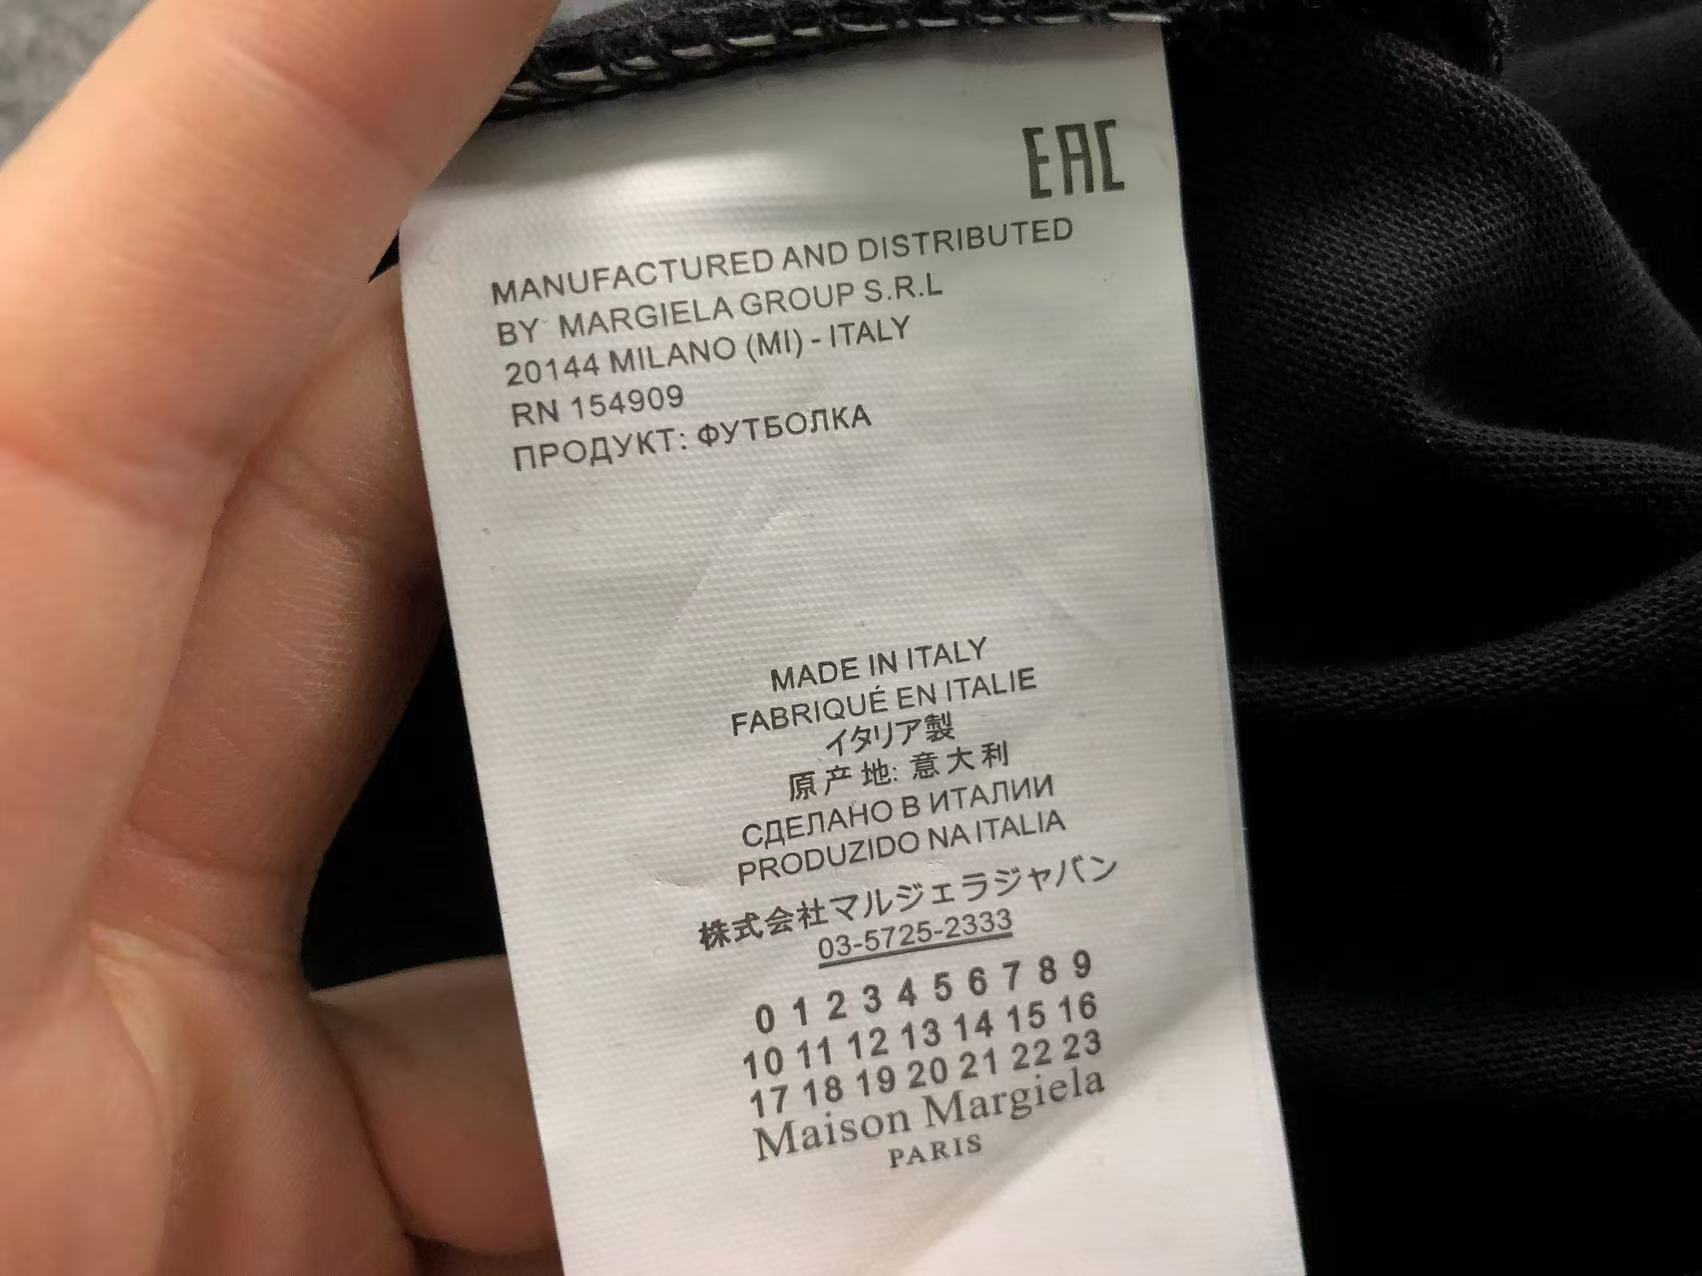 EAC
MANUFACTURED AND DISTRIBUTED
BY MARGIELA GROUP S.R.L
20144 MILANO (MI) - ITALY
RN 154909
ПРОДУКТ: ФУТБОЛКА
MADE IN ITALY
FABRIQUÉ EN ITALIE
イタリア製
原产地: 意大利
СДЕЛАНО В ИТАЛИИ
PRODUZIDO NA ITALIA
株式会社マルジェラジャパン
03-5725-2333
0 1 2 3 4 5 6 7 8 9
10 11 12 13 14 15 16
17 18 19 20 21 22 23
Maison Margiela
PARIS